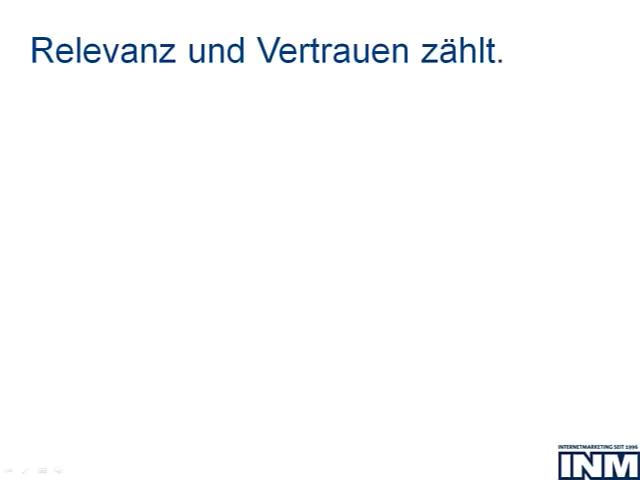 Relevanz und Vertrauen zählt.
INTERNETMARKETING SEIT 1996
INM